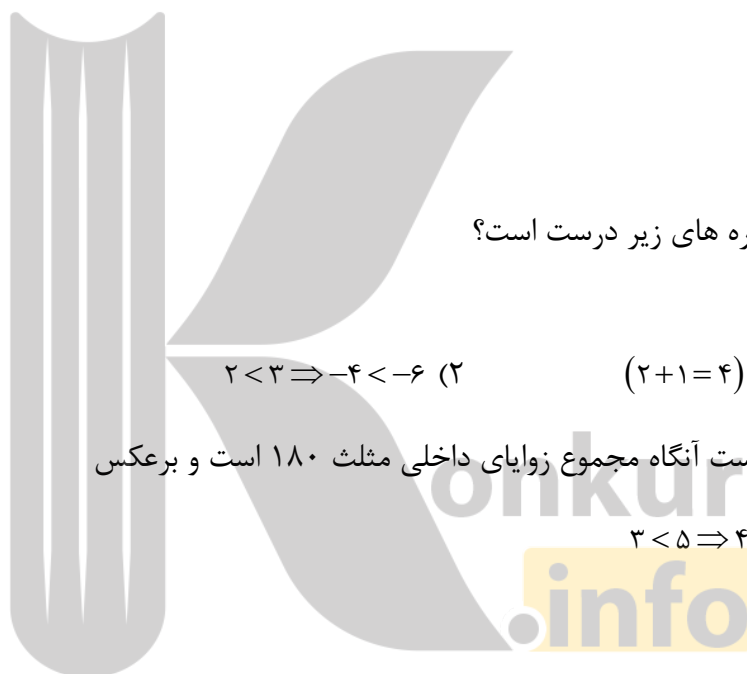 ره های زیر درست است؟
(۲+۱=۴) ۲) ۲<۳⇒-۴<-۶
ست آنگاه مجموع زوایای داخلی مثلث ۱۸۰ است و برعکس
onkur
۳<۵⇒۴
.info